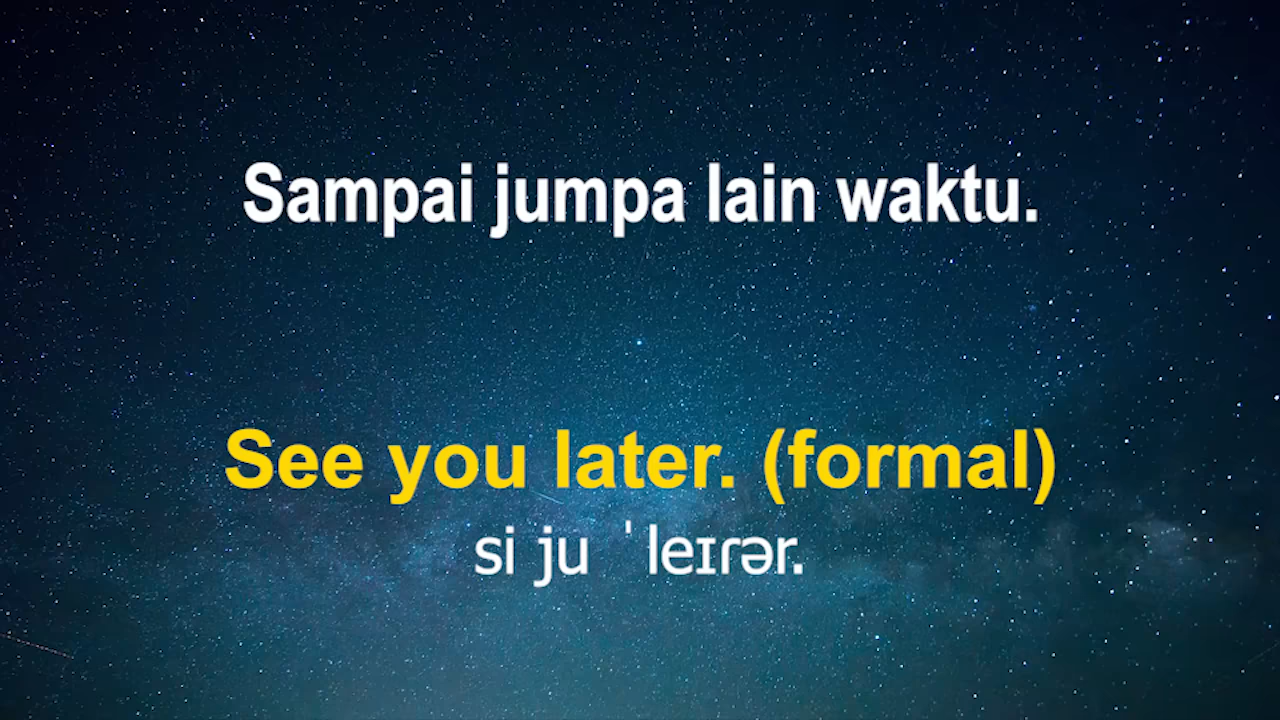 Sampai jumpa lain waktu.
See you later. (formal)
si ju ˈleɪɾər.